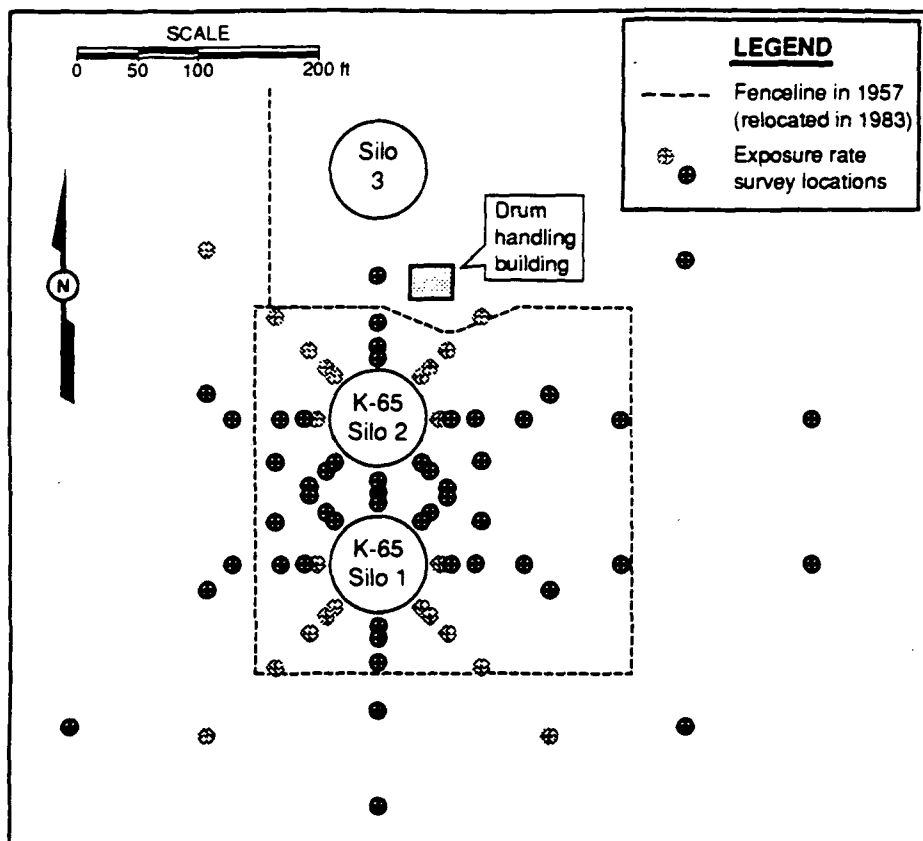 SCALE
0 50 100 200 ft
LEGEND
Fenceline in 1957
(relocated in 1983)
Exposure rate
survey locations
Silo
3
Drum
handling
building
N
K-65
Silo 2
K-65
Silo 1